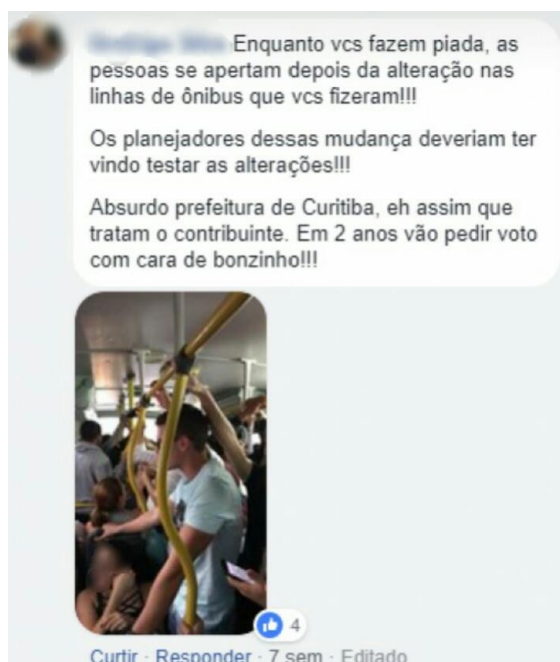 Enquanto vcs fazem piada, as
pessoas se apertam depois da alteração nas
linhas de ônibus que vcs fizeram!!!
Os planejadores dessas mudança deveriam ter
vindo testar as alterações!!!
Absurdo prefeitura de Curitiba, eh assim que
tratam o contribuinte. Em 2 anos vão pedir voto
com cara de bonzinho!!!
4
Curtir · Responder · 7 sem · Editado